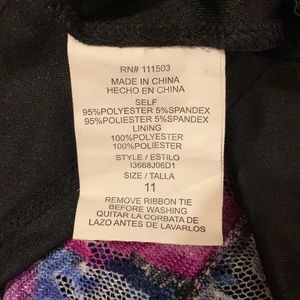 RN# 111503
MADE IN CHINA
HECHO EN CHINA
SELF
95%POLYESTER 5%SPANDEX
95%POLIESTER 5%SPANDEX
LINING
100%POLYESTER
100%POLIESTER
STYLE / ESTILO
I3668J06D1
SIZE / TALLA
11
REMOVE RIBBON TIE
BEFORE WASHING
QUITAR LA CORBATA DE
LAZO ANTES DE LAVARLOS